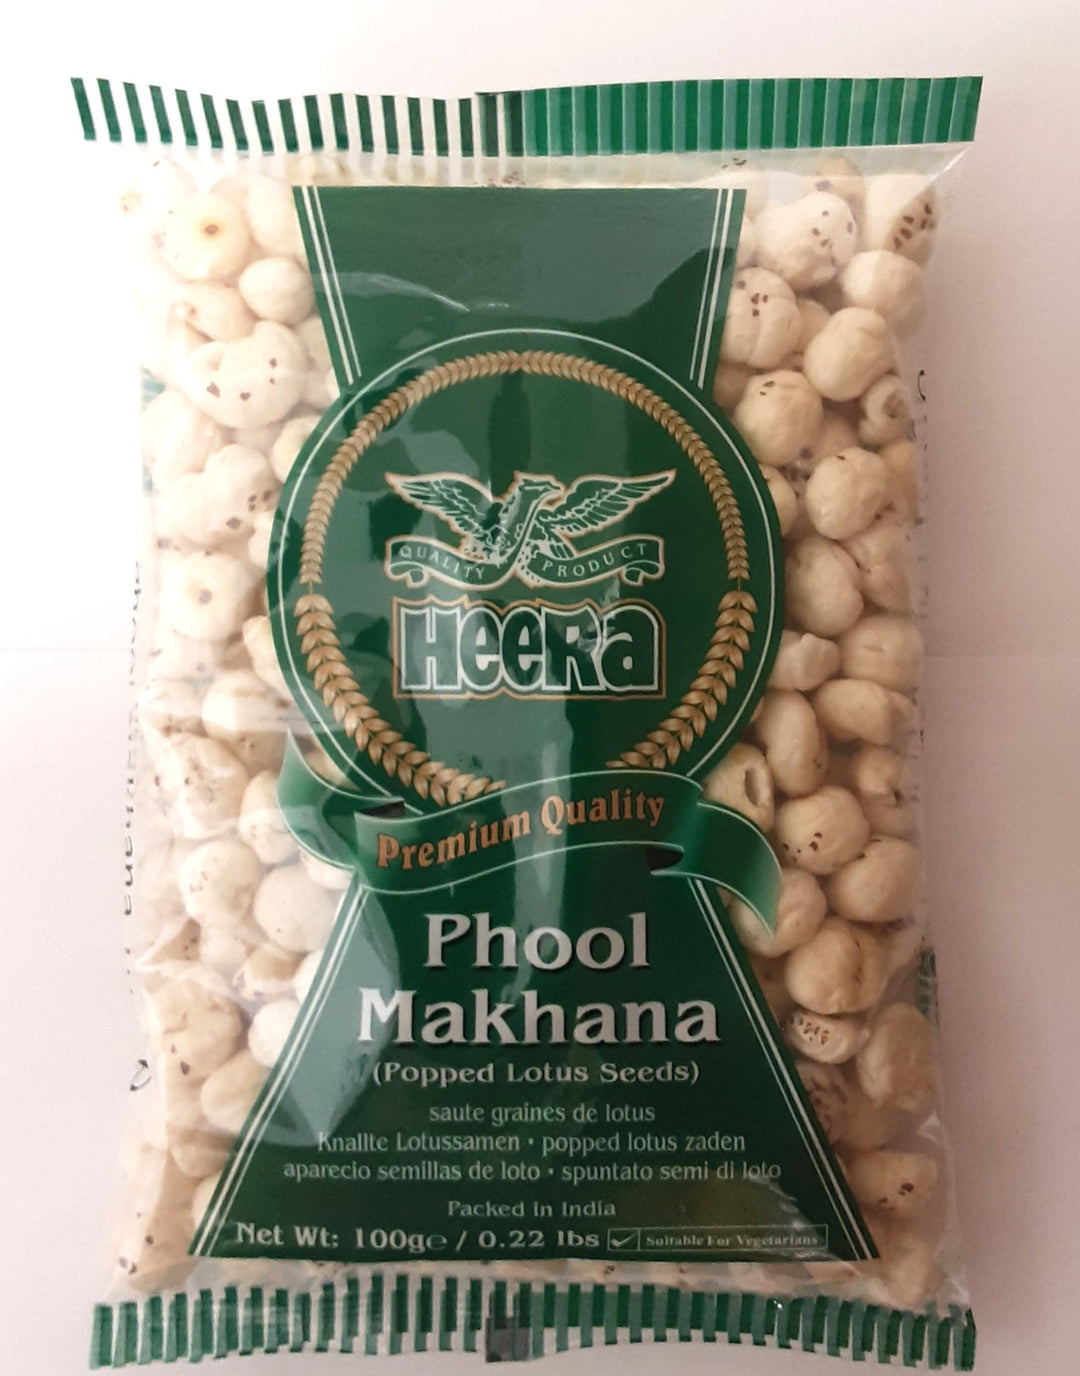 QUALITY PRODUCT
HeeRa
Premium Quality
Phool
Makhana
(Popped Lotus Seeds)
saute graines de lotus
Knallte Lotussamen • popped lotus zaden
aparecio semillas de loto • spuntato semi di loto
Packed in India
Net Wt: 100g℮ / 0.22 lbs Suitable For Vegetarians